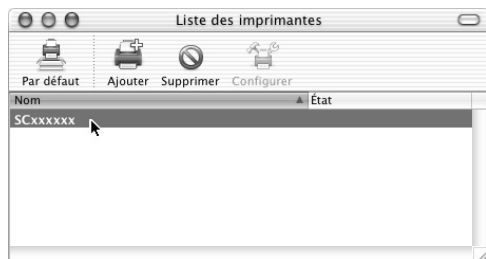 Liste des imprimantes
Par défaut Ajouter Supprimer Configurer
Nom État
SCxxxxxx